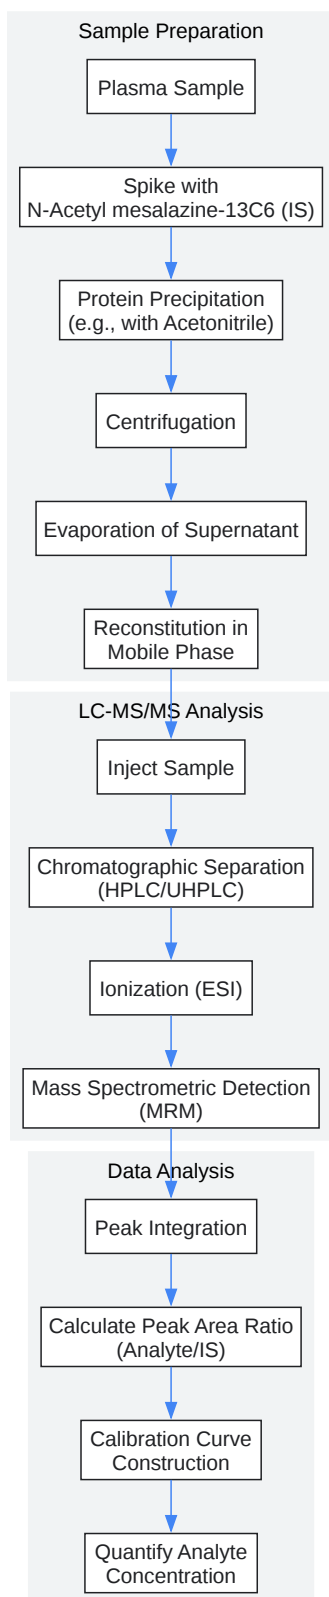 Sample Preparation
Plasma Sample
Spike with
N-Acetyl mesalazine-13C6 (IS)
Protein Precipitation
(e.g., with Acetonitrile)
Centrifugation
Evaporation of Supernatant
Reconstitution in
Mobile Phase
LC-MS/MS Analysis
Inject Sample
Chromatographic Separation
(HPLC/UHPLC)
Ionization (ESI)
Mass Spectrometric Detection
(MRM)
Data Analysis
Peak Integration
Calculate Peak Area Ratio
(Analyte/IS)
Calibration Curve
Construction
Quantify Analyte
Concentration